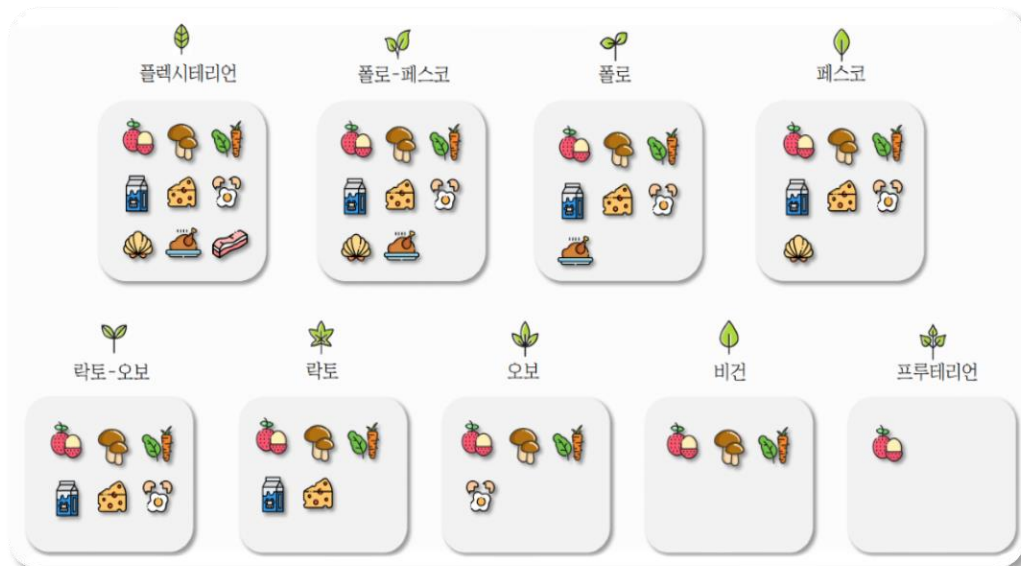 플렉시테리언
폴로-페스코
폴로
페스코
락토-오보
락토
오보
비건
프루테리언